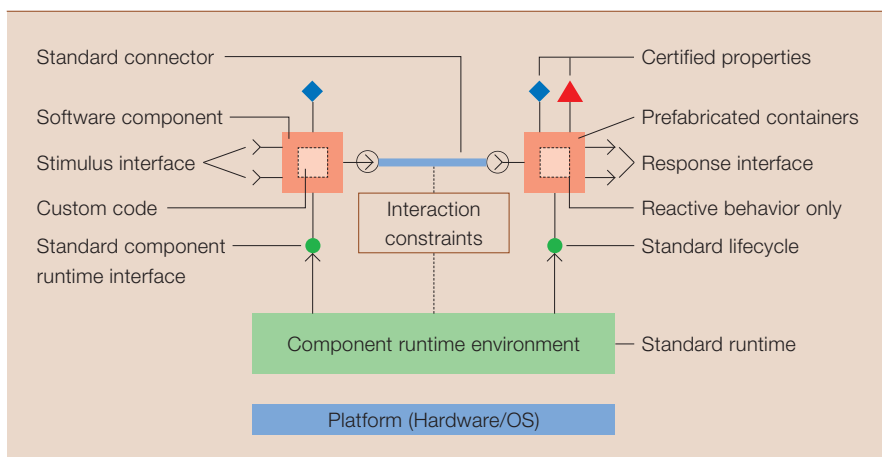 Standard connector
Software component
Stimulus interface
Custom code
Standard component
runtime interface
Certified properties
Prefabricated containers
Response interface
Reactive behavior only
Standard lifecycle
Interaction
constraints
Component runtime environment
Standard runtime
Platform (Hardware/OS)